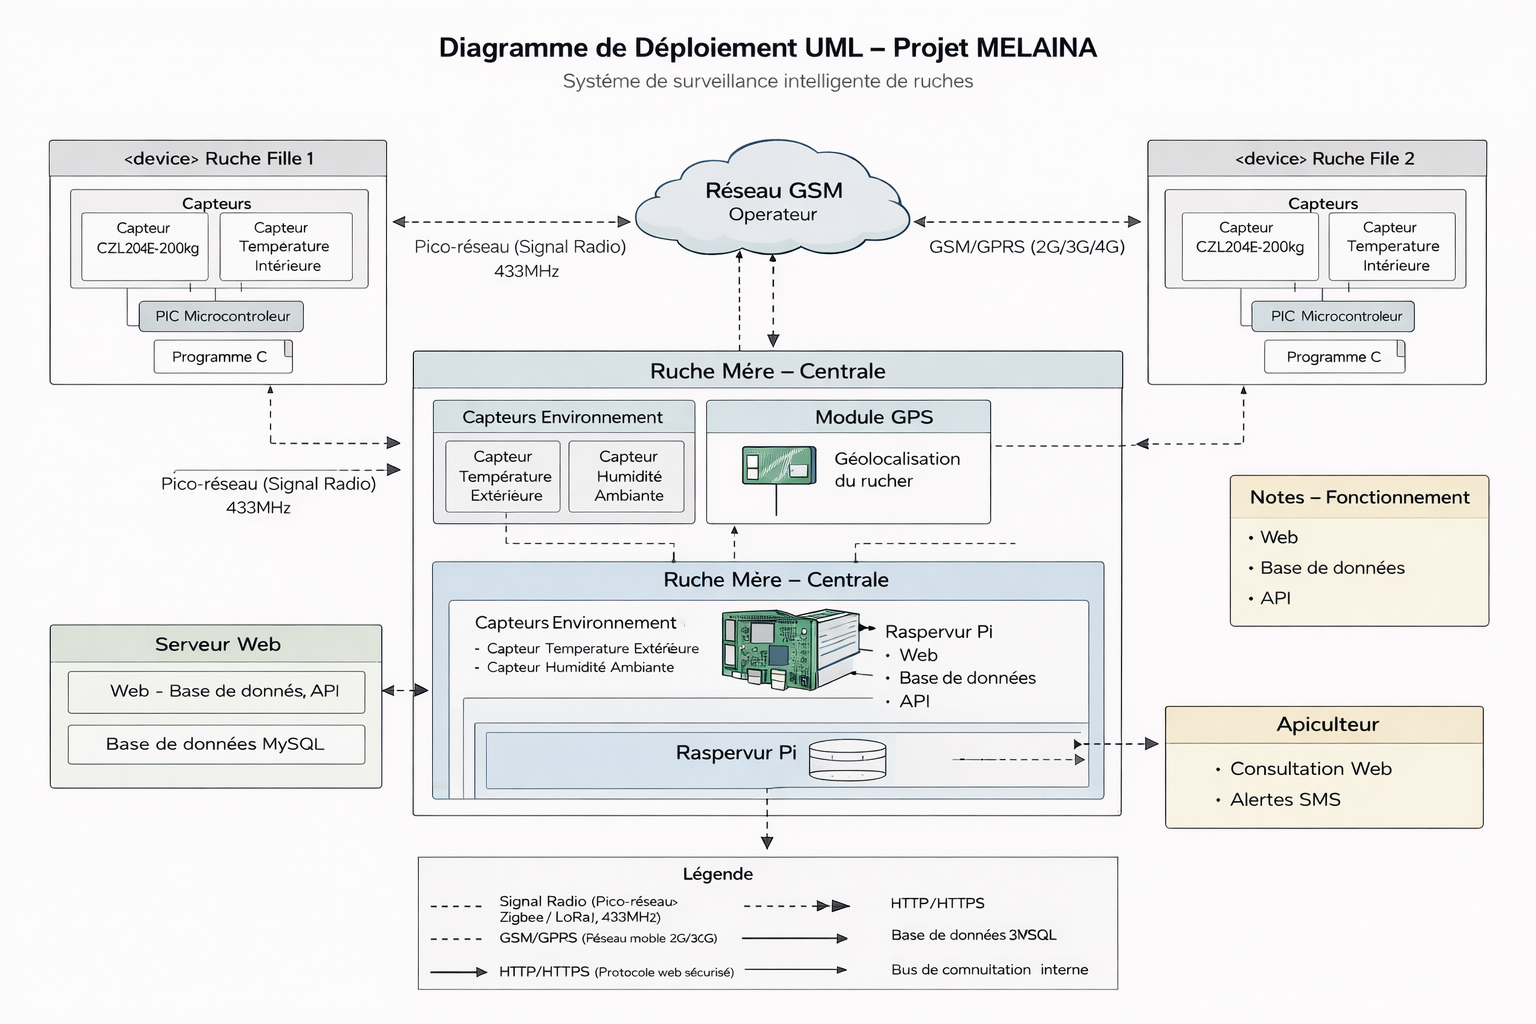 Diagramme de Déploiement UML – Projet MELAINA
Systéme de surveillance intelligente de ruches
<device> Ruche Fille 1
Capteurs
Capteur
CZL204E-200kg
Capteur
Temperature
Intérieure
PIC Microcontroleur
Programme C
Réseau GSM
Operateur
Pico-réseau (Signal Radio)
433MHz
GSM/GPRS (2G/3G/4G)
<device> Ruche File 2
Capteurs
Capteur
CZL204E-200kg
Capteur
Temperature
Intérieure
PIC Microcontroleur
Programme C
Pico-réseau (Signal Radio)
433MHz
Ruche Mére – Centrale
Capteurs Environnement
Capteur
Température
Extérieure
Capteur
Humidité
Ambiante
Module GPS
Géolocalisation
du rucher
Notes – Fonctionnement
• Web
• Base de données
• API
Ruche Mère – Centrale
Capteurs Environnement
- Capteur Temperature Extérieure
- Capteur Humidité Ambiante
Raspervur Pi
• Web
• Base de données
• API
Raspervur Pi
Serveur Web
Web - Base de donnés, API
Base de données MySQL
Apiculteur
• Consultation Web
• Alertes SMS
Légende
Signal Radio (Pico-réseau>
Zigbee / LoRa), 433MHz)
GSM/GPRS (Péseau moble 2G/3G)
HTTP/HTTPS (Protocole web sécurisé)
HTTP/HTTPS
Base de données
Bus de comnuitation interne